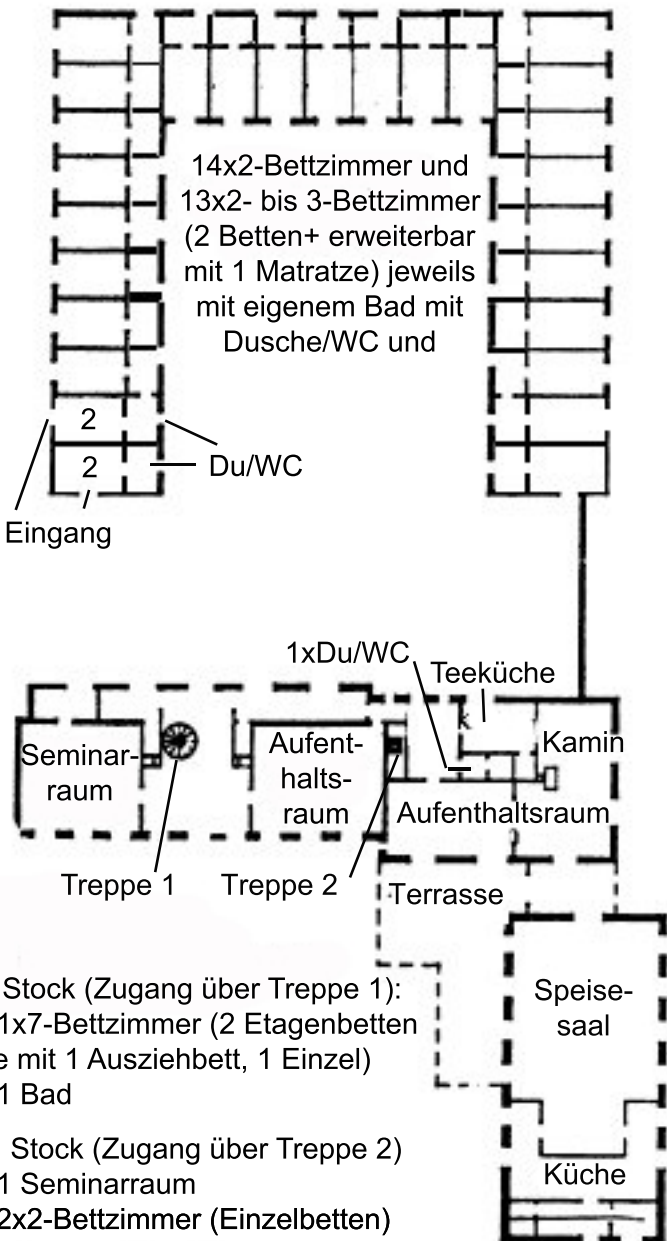 14x2-Bettzimmer und
13x2- bis 3-Bettzimmer
(2 Betten+ erweiterbar
mit 1 Matratze) jeweils
mit eigenem Bad mit
Dusche/WC und
2
2
Du/WC
Eingang
1xDu/WC
Teeküche
k
Kamin
Seminar-
raum
Aufent-
halts-
raum
Aufenthaltsraum
Treppe 1
Treppe 2
Terrasse
Speise-
saal
Küche
Stock (Zugang über Treppe 1):
1x7-Bettzimmer (2 Etagenbetten
e mit 1 Ausziehbett, 1 Einzel)
1 Bad
Stock (Zugang über Treppe 2)
1 Seminarraum
2x2-Bettzimmer (Einzelbetten)